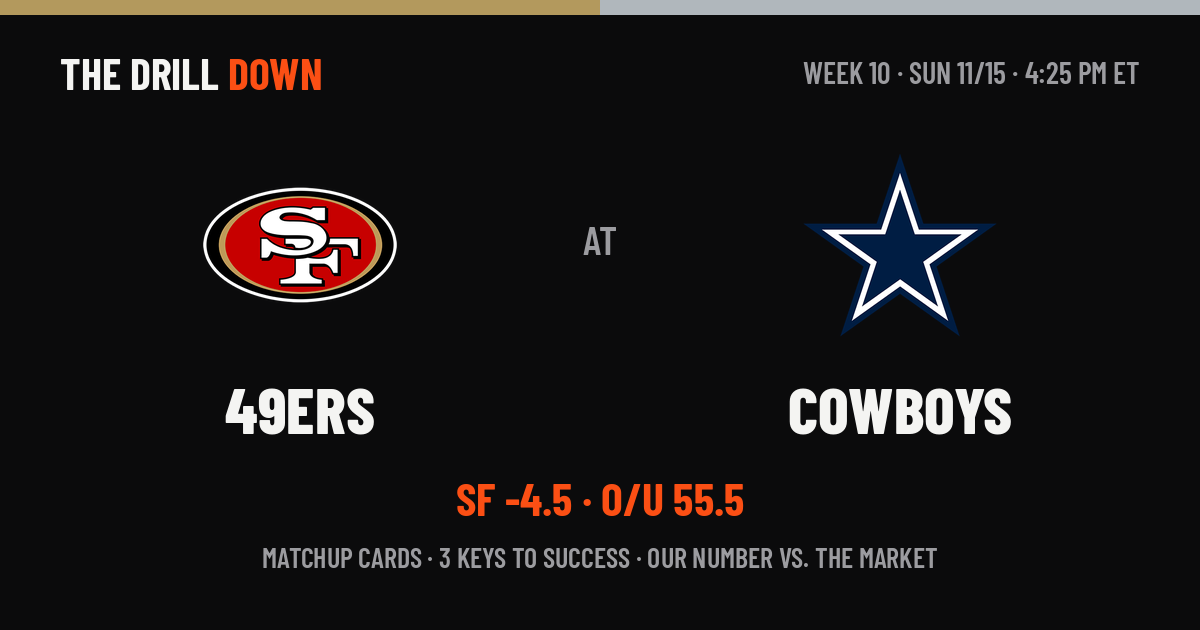 THE DRILL DOWN
WEEK 10 · SUN 11/15 · 4:25 PM ET
SF
AT
49ERS
COWBOYS
SF -4.5 · O/U 55.5
MATCHUP CARDS · 3 KEYS TO SUCCESS · OUR NUMBER VS. THE MARKET